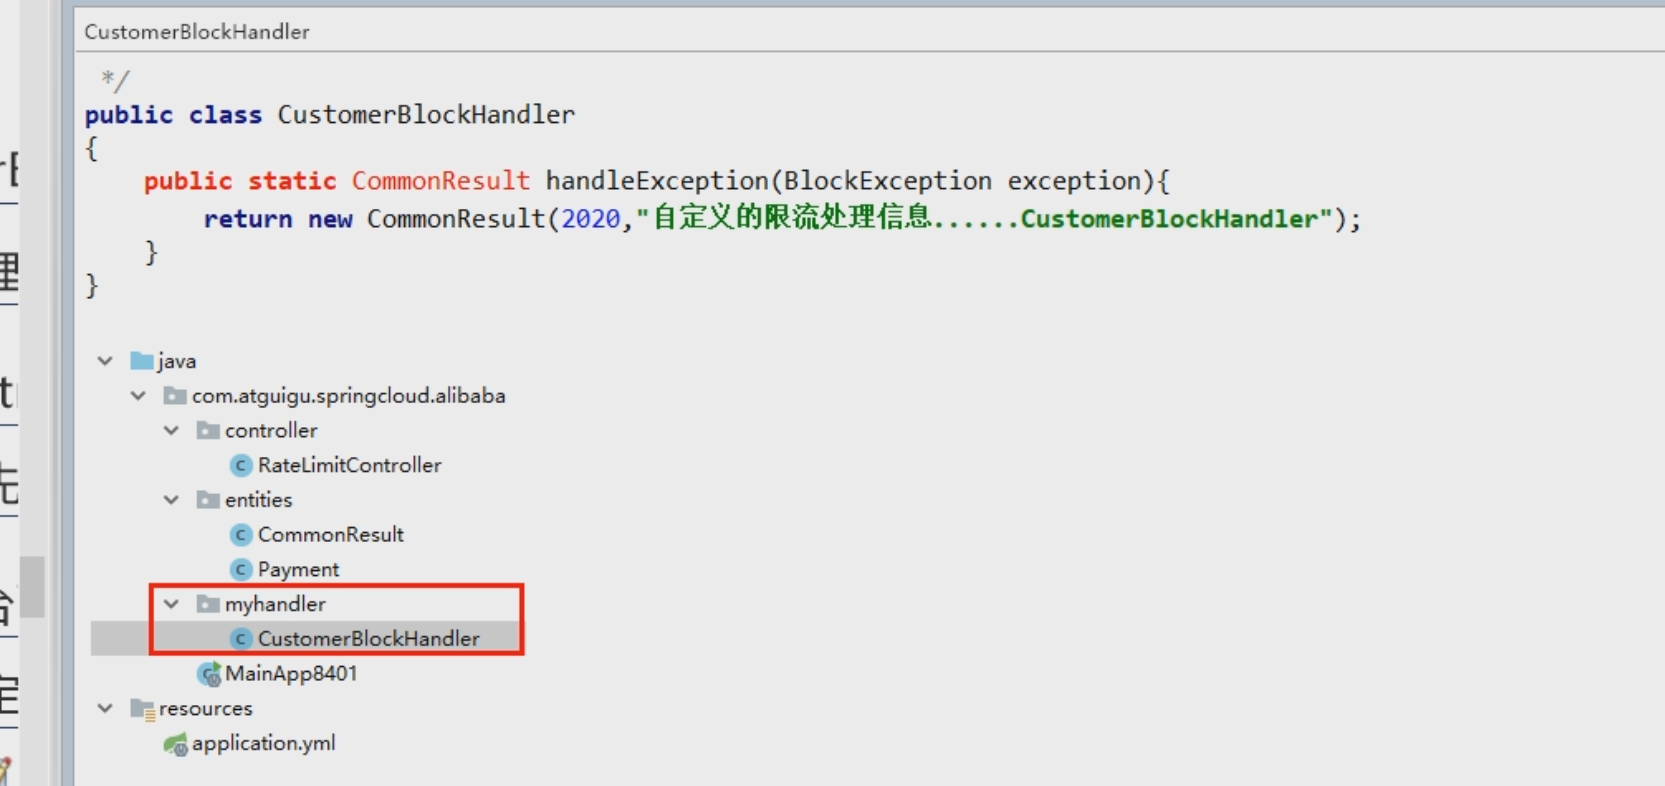 CustomerBlockHandler
*/
public class CustomerBlockHandler
{
public static CommonResult handleException(BlockException exception){
return new CommonResult(2020,"自定义的限流处理信息......CustomerBlockHandler");
}
}
java
com.atguigu.springcloud.alibaba
controller
RateLimitController
entities
CommonResult
Payment
myhandler
CustomerBlockHandler
MainApp8401
resources
application.yml